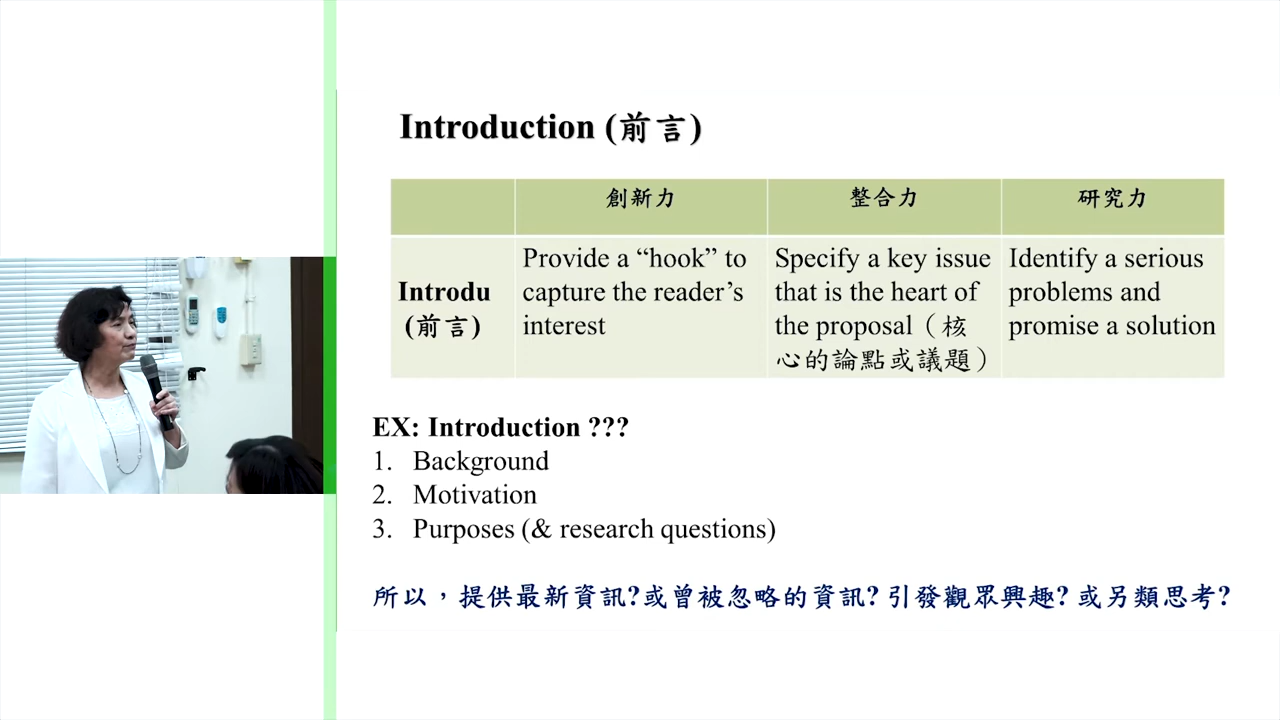 Introduction (前言)
創新力 整合力 研究力
Introdu
(前言)
Provide a “hook” to
capture the reader’s
interest
Specify a key issue
that is the heart of
the proposal（核
心的論點或議題）
Identify a serious
problems and
promise a solution
EX: Introduction ???
1. Background
2. Motivation
3. Purposes (& research questions)
所以，提供最新資訊?或曾被忽略的資訊? 引發觀眾興趣? 或另類思考?